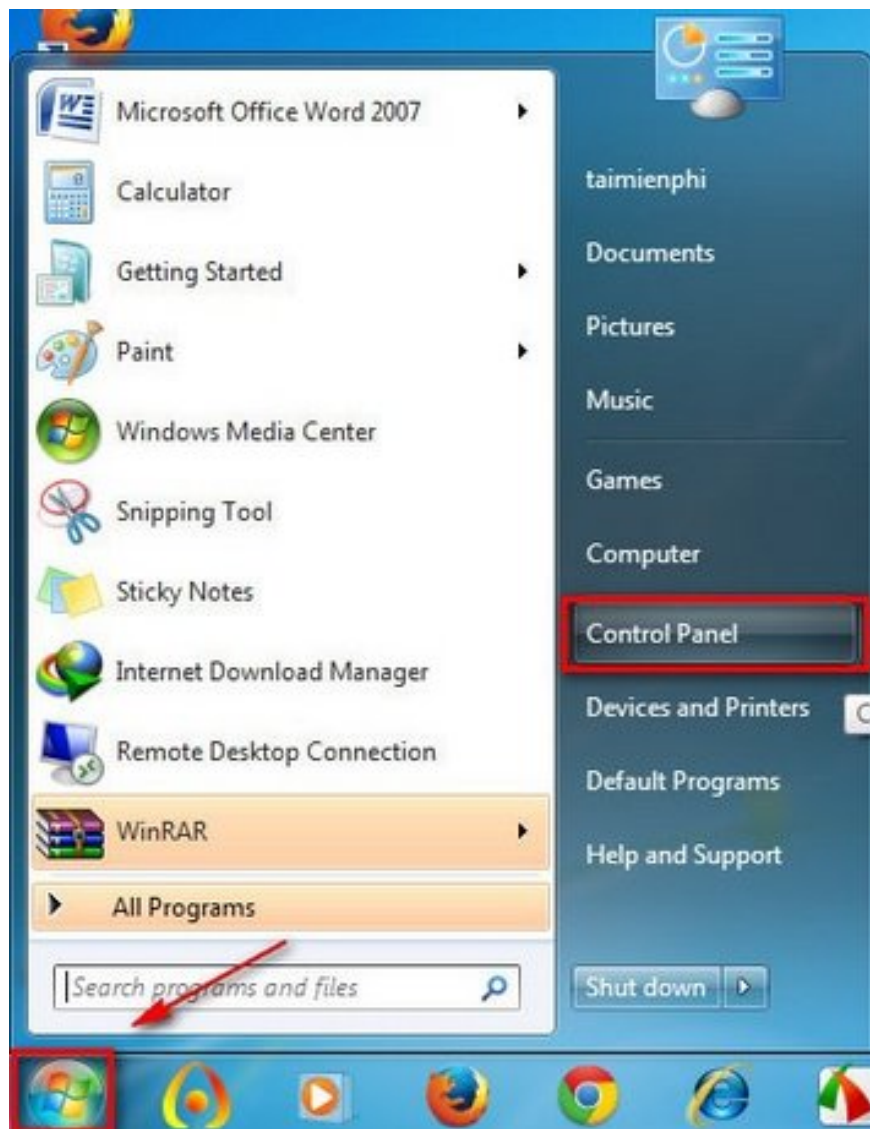 Microsoft Office Word 2007
Calculator
Getting Started
Paint
Windows Media Center
Snipping Tool
Sticky Notes
Internet Download Manager
Remote Desktop Connection
WinRAR
All Programs
Search programs and files
taimienphi
Documents
Pictures
Music
Games
Computer
Control Panel
Devices and Printers
Default Programs
Help and Support
Shut down